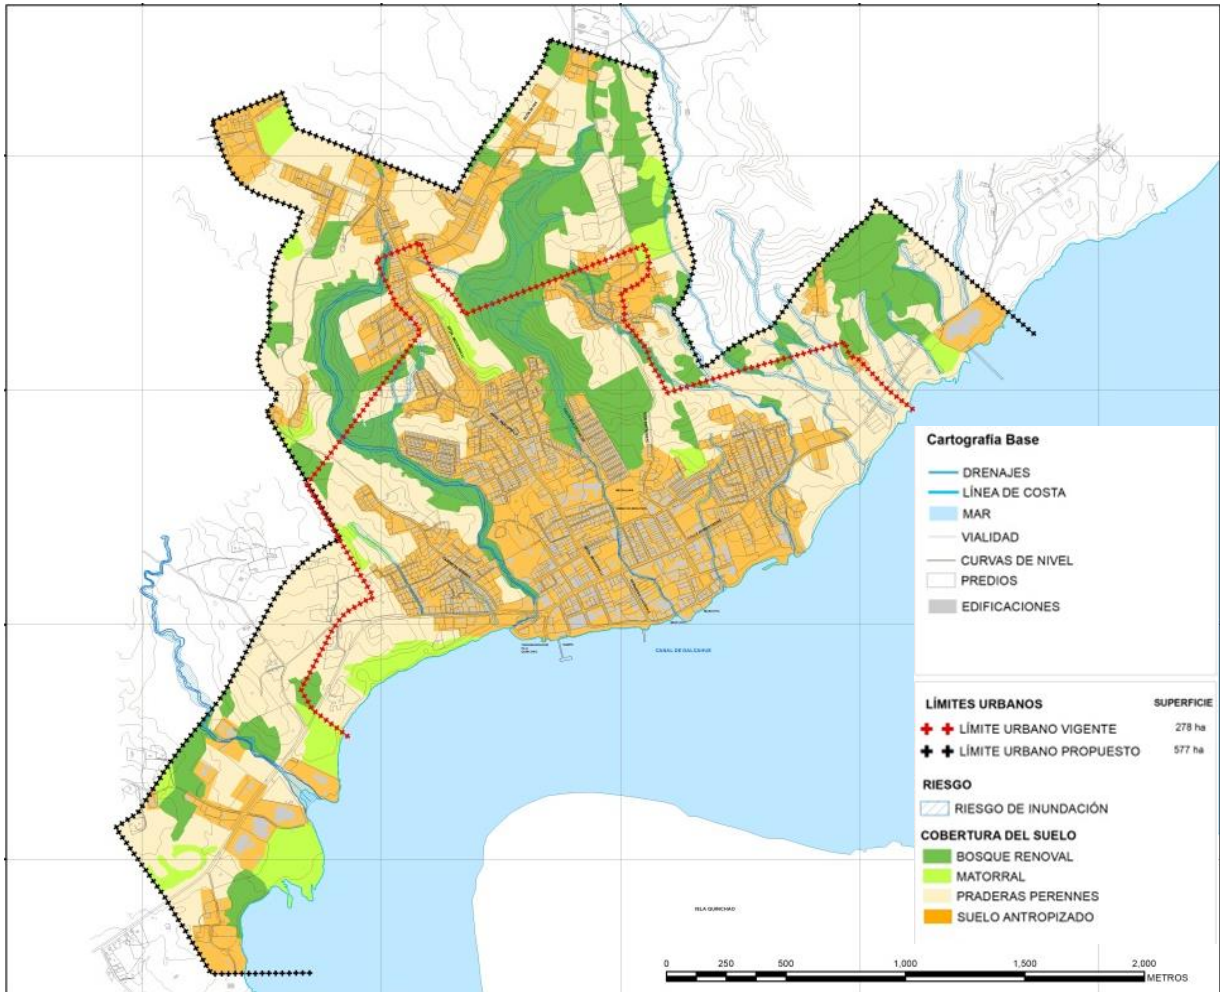 CANAL DE DALCAHUE
ISLA QUINCHAO
Cartografía Base
DRENAJES
LÍNEA DE COSTA
MAR
VIALIDAD
CURVAS DE NIVEL
PREDIOS
EDIFICACIONES
LÍMITES URBANOS SUPERFICIE
LÍMITE URBANO VIGENTE 278 ha
LÍMITE URBANO PROPUESTO 577 ha
RIESGO
RIESGO DE INUNDACIÓN
COBERTURA DEL SUELO
BOSQUE RENOVAL
MATORRAL
PRADERAS PERENNES
SUELO ANTROPIZADO
0 250 500 1,000 1,500 2,000
METROS